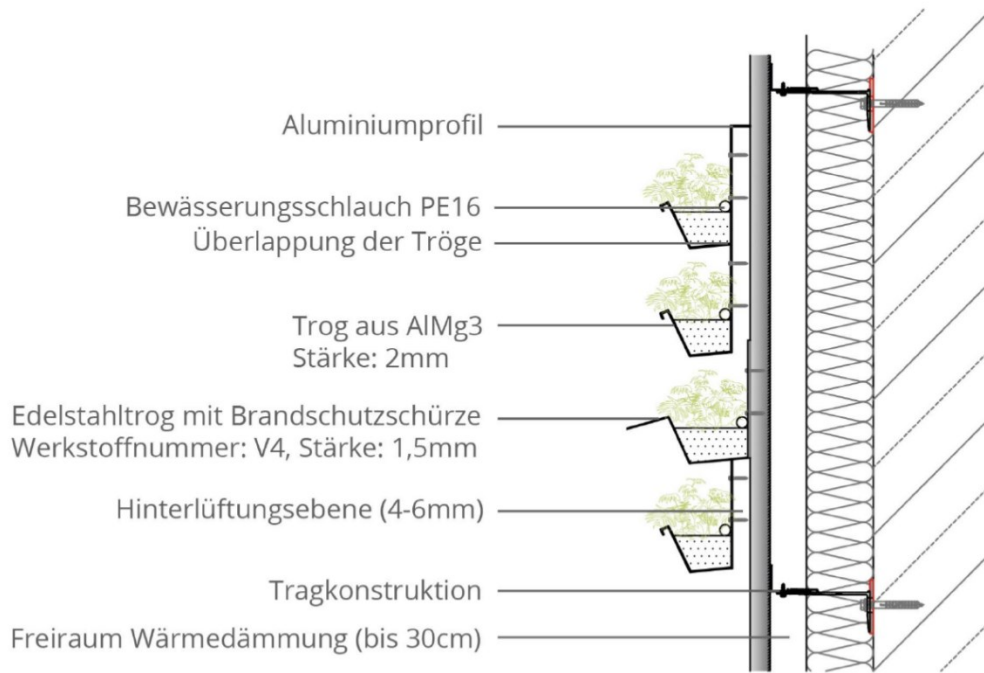 Aluminiumprofil
Bewässerungsschlauch PE16
Überlappung der Tröge
Trog aus AlMg3
Stärke: 2mm
Edelstahltrog mit Brandschutzschürze
Werkstoffnummer: V4, Stärke: 1,5mm
Hinterlüftungsebene (4-6mm)
Tragkonstruktion
Freiraum Wärmedämmung (bis 30cm)